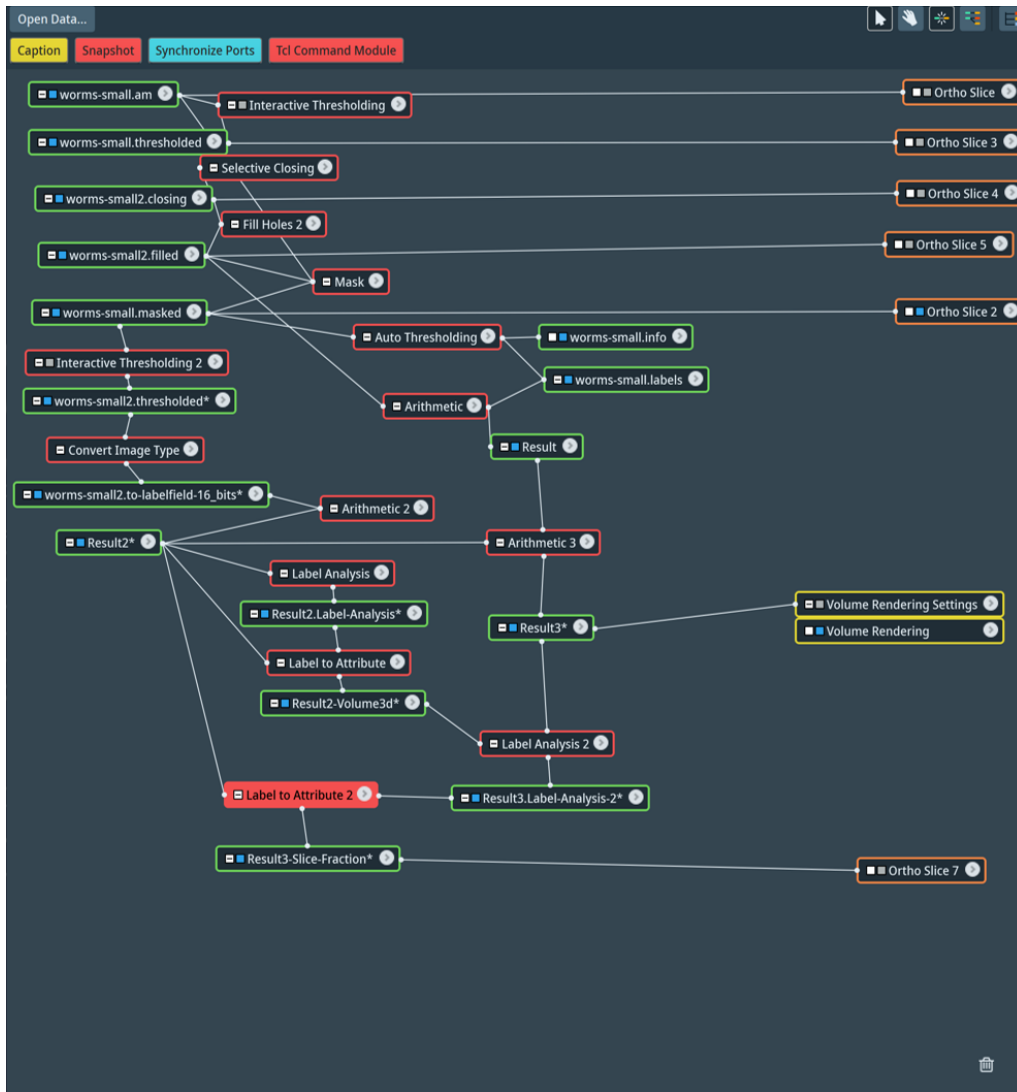 Open Data...
Caption Snapshot Synchronize Ports Tcl Command Module
worms-small.am
Interactive Thresholding
Ortho Slice
worms-small.thresholded
Ortho Slice 3
Selective Closing
worms-small2.closing
Ortho Slice 4
Fill Holes 2
worms-small2.filled
Ortho Slice 5
Mask
worms-small.masked
Ortho Slice 2
Auto Thresholding
worms-small.info
Interactive Thresholding 2
worms-small.labels
worms-small2.thresholded*
Arithmetic
Convert Image Type
Result
worms-small2.to-labelfield-16_bits*
Arithmetic 2
Result2*
Arithmetic 3
Label Analysis
Result2.Label-Analysis*
Volume Rendering Settings
Result3*
Volume Rendering
Label to Attribute
Result2-Volume3d*
Label Analysis 2
Label to Attribute 2
Result3.Label-Analysis-2*
Result3-Slice-Fraction*
Ortho Slice 7